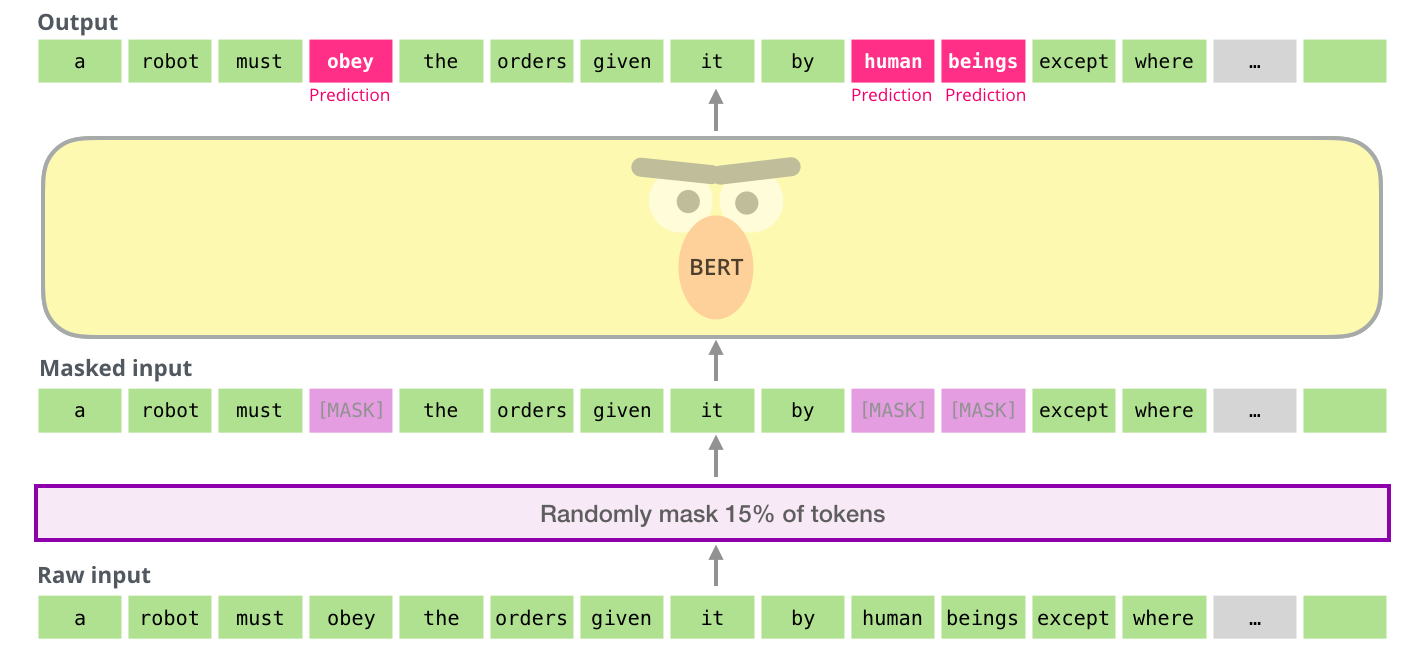 Output
a robot must obey the orders given it by human beings except where …
Prediction Prediction Prediction
BERT
Masked input
a robot must [MASK] the orders given it by [MASK] [MASK] except where …
Randomly mask 15% of tokens
Raw input
a robot must obey the orders given it by human beings except where …